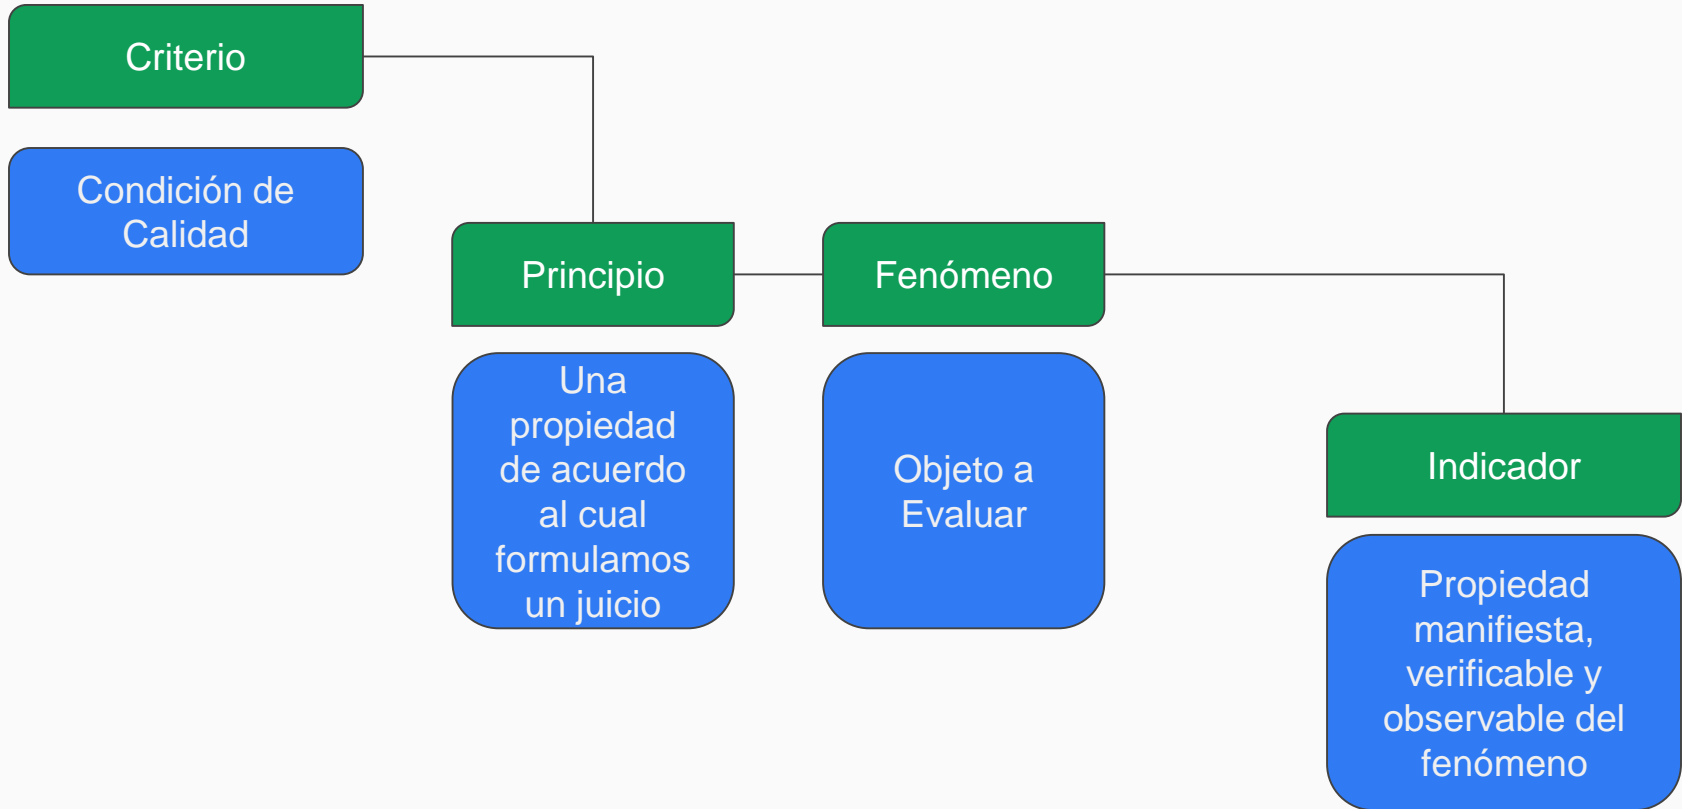 Criterio
Condición de
Calidad
Principio
Una
propiedad
de acuerdo
al cual
formulamos
un juicio
Fenómeno
Objeto a
Evaluar
Indicador
Propiedad
manifiesta,
verificable y
observable del
fenómeno